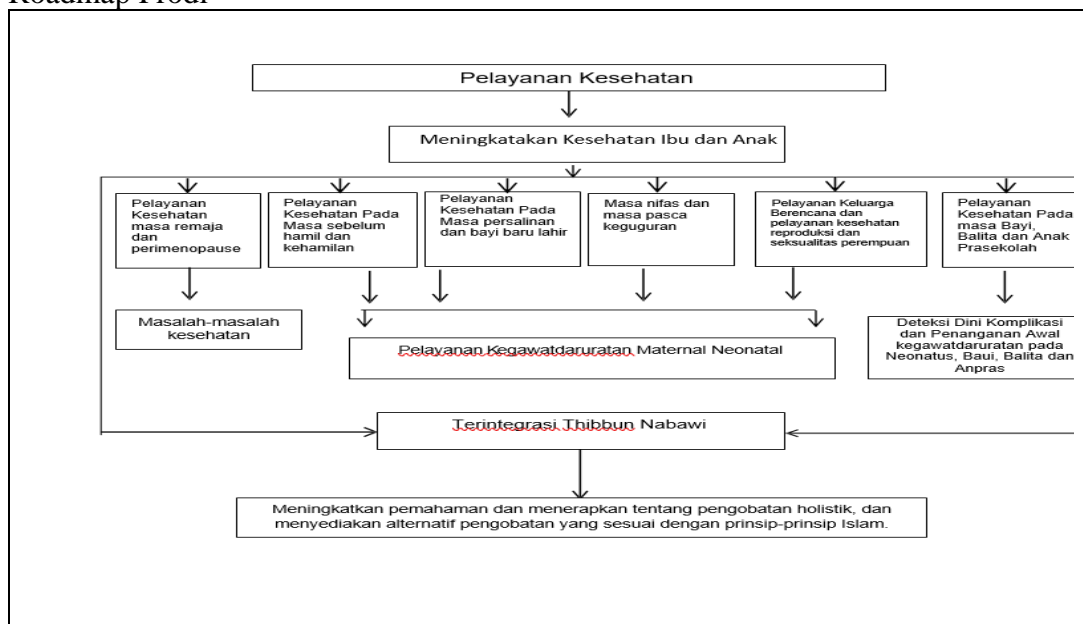 Roadmap Prodi
Pelayanan Kesehatan
Meningkatakan Kesehatan Ibu dan Anak
Pelayanan
Kesehatan
masa remaja
dan
perimenopause
Pelayanan
Kesehatan Pada
Masa sebelum
hamil dan
kehamilan
Pelayanan
Kesehatan Pada
Masa persalinan
dan bayi baru lahir
Masa nifas dan
masa pasca
keguguran
Pelayanan Keluarga
Berencana dan
pelayanan kesehatan
reproduksi dan
seksualitas perempuan
Pelayanan
Kesehatan Pada
masa Bayi,
Balita dan Anak
Prasekolah
Masalah-masalah
kesehatan
Pelayanan Kegawatdaruratan Maternal Neonatal
Deteksi Dini Komplikasi
dan Penanganan Awal
kegawatdaruratan pada
Neonatus, Baui, Balita dan
Anpras
Terintegrasi Thibbun Nabawi
Meningkatkan pemahaman dan menerapkan tentang pengobatan holistik, dan
menyediakan alternatif pengobatan yang sesuai dengan prinsip-prinsip Islam.